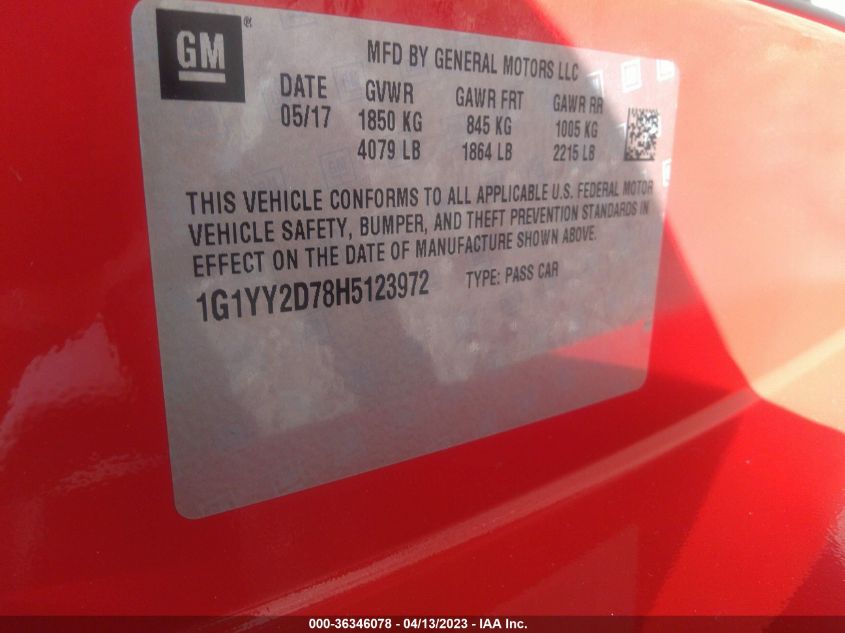 GM
MFD BY GENERAL MOTORS LLC
DATE GVWR GAWR FRT GAWR RR
05/17 1850 KG 845 KG 1005 KG
4079 LB 1864 LB 2215 LB
THIS VEHICLE CONFORMS TO ALL APPLICABLE U.S. FEDERAL MOTOR
VEHICLE SAFETY, BUMPER, AND THEFT PREVENTION STANDARDS IN
EFFECT ON THE DATE OF MANUFACTURE SHOWN ABOVE.
1G1YY2D78H5123972 TYPE: PASS CAR
000-36346078 - 04/13/2023 - IAA Inc.